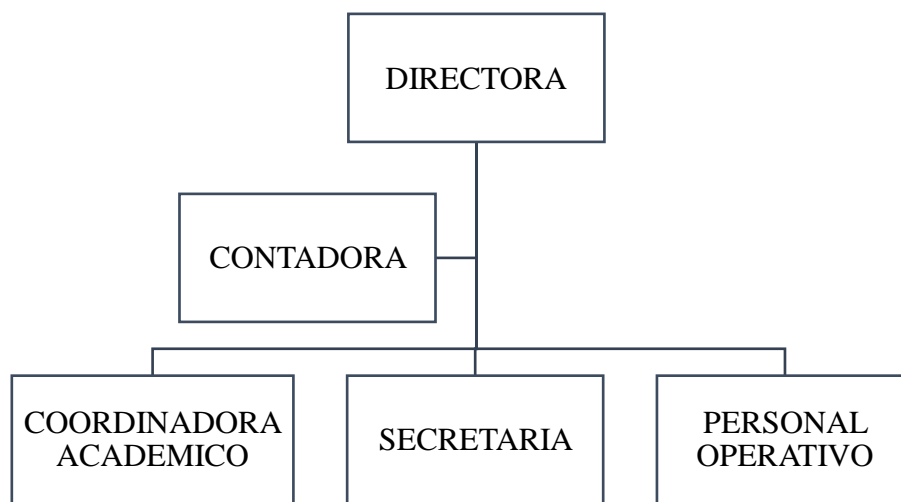 DIRECTORA
CONTADORA
COORDINADORA
ACADEMICO
SECRETARIA
PERSONAL
OPERATIVO